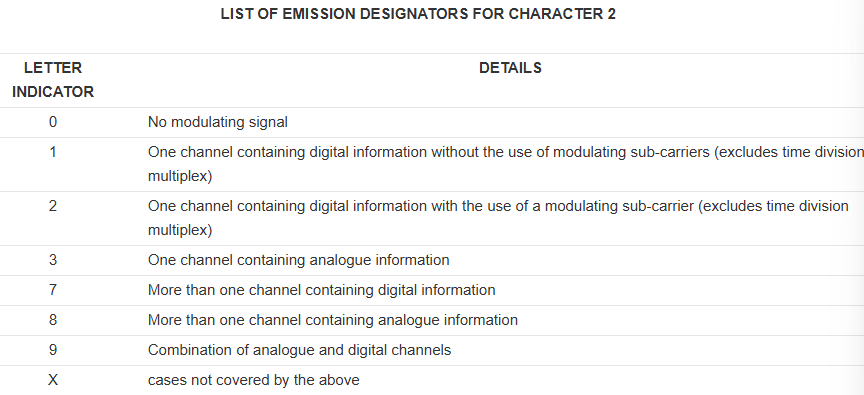 LIST OF EMISSION DESIGNATORS FOR CHARACTER 2
LETTER INDICATOR DETAILS
0 No modulating signal
1 One channel containing digital information without the use of modulating sub-carriers (excludes time division
multiplex)
2 One channel containing digital information with the use of a modulating sub-carrier (excludes time division
multiplex)
3 One channel containing analogue information
7 More than one channel containing digital information
8 More than one channel containing analogue information
9 Combination of analogue and digital channels
X cases not covered by the above